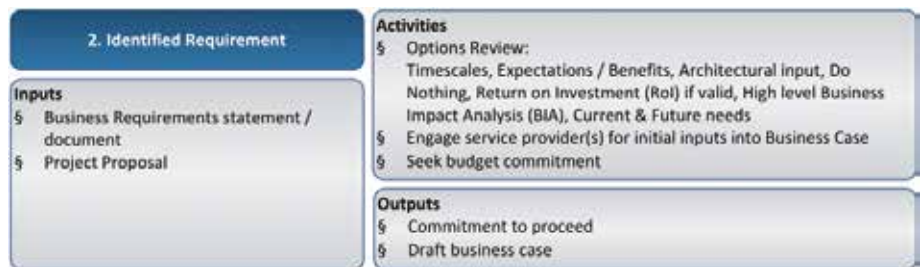 2. Identified Requirement
Inputs
§ Business Requirements statement /
document
§ Project Proposal
Activities
§ Options Review:
Timescales, Expectations / Benefits, Architectural input, Do
Nothing, Return on Investment (RoI) if valid, High level Business
Impact Analysis (BIA), Current & Future needs
§ Engage service provider(s) for initial inputs into Business Case
§ Seek budget commitment
Outputs
§ Commitment to proceed
§ Draft business case